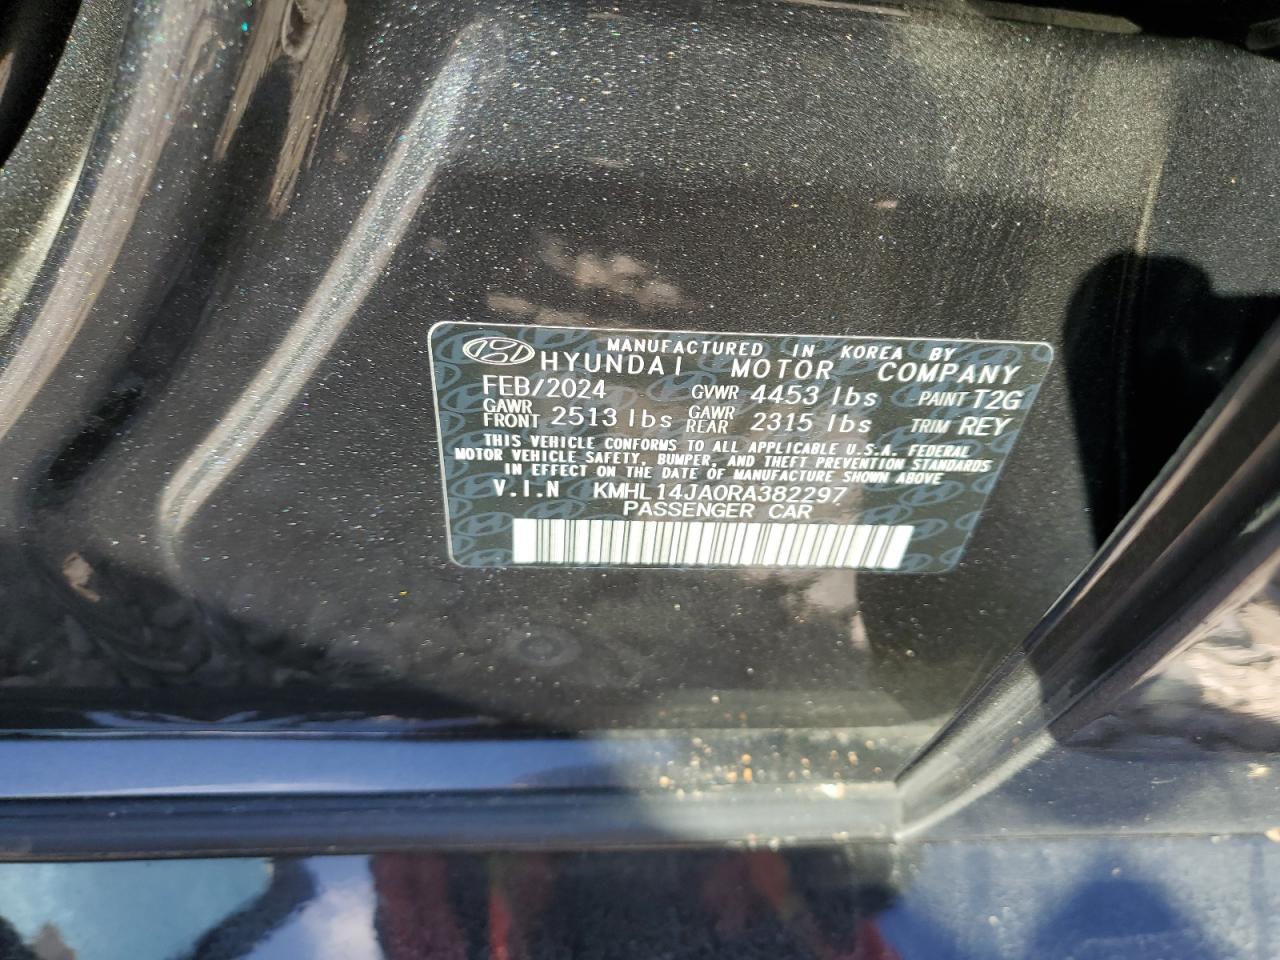 MANUFACTURED IN KOREA BY
HYUNDAI MOTOR COMPANY
FEB/2024 GVWR 4453 lbs PAINT T2G
GAWR FRONT 2513 lbs GAWR REAR 2315 lbs TRIM REY
THIS VEHICLE CONFORMS TO ALL APPLICABLE U.S.A. FEDERAL
MOTOR VEHICLE SAFETY, BUMPER, AND THEFT PREVENTION STANDARDS
IN EFFECT ON THE DATE OF MANUFACTURE SHOWN ABOVE
V.I.N KMHL14JA0RA382297
PASSENGER CAR